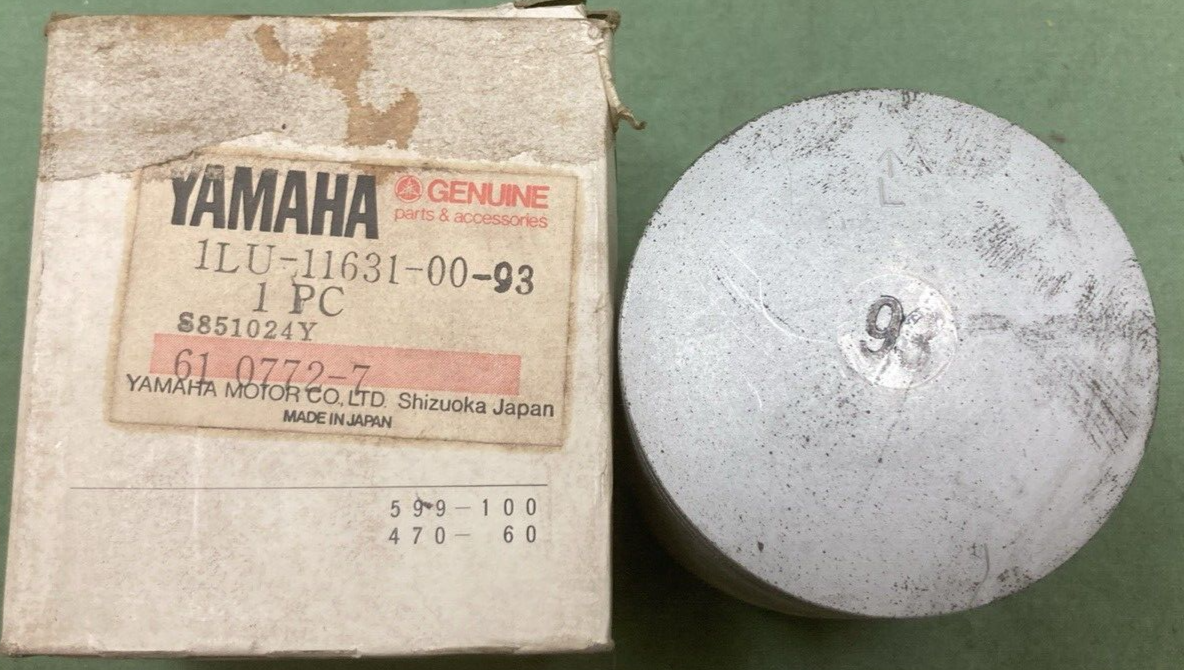 YAMAHA GENUINE
parts & accessories
1LU-11631-00-93
1 PC
S851024Y
61 0772-7
YAMAHA MOTOR CO., LTD. Shizuoka Japan
MADE IN JAPAN
599-100
470- 60
↑
L
93